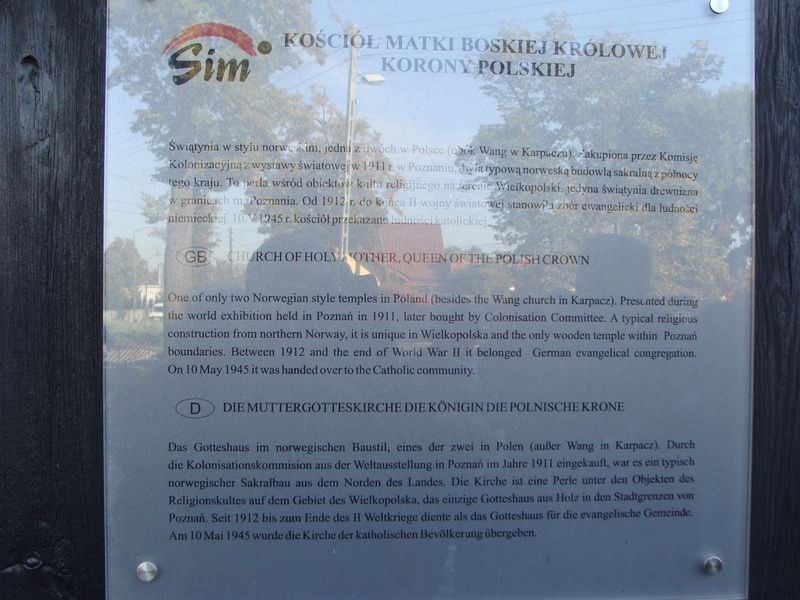 Sim
KOŚCIÓŁ MATKI BOSKIEJ KRÓLOWEJ
KORONY POLSKIEJ
Świątynia w stylu norweskim, jedna z dwóch w Polsce (obok Wang w Karpaczu). Zakupiona przez Komisję
Kolonizacyjną z wystawy światowej w 1911 r. w Poznaniu, była typową norweską budowlą sakralną z północy
tego kraju. To perła wśród obiektów kultu religijnego na terenie Wielkopolski, jedyna świątynia drewniana
w granicach m. Poznania. Od 1912 r. do końca II wojny światowej stanowiła zbór ewangelicki dla ludności
niemieckiej. 10.V 1945 r. kościół przekazano ludności katolickiej.
GB CHURCH OF HOLY MOTHER, QUEEN OF THE POLISH CROWN
One of only two Norwegian style temples in Poland (besides the Wang church in Karpacz). Presented during
the world exhibition held in Poznań in 1911, later bought by Colonisation Committee. A typical religious
construction from northern Norway, it is unique in Wielkopolska and the only wooden temple within Poznań
boundaries. Between 1912 and the end of World War II it belonged German evangelical congregation.
On 10 May 1945 it was handed over to the Catholic community.
D DIE MUTTERGOTTESKIRCHE DIE KÖNIGIN DIE POLNISCHE KRONE
Das Gotteshaus im norwegischen Baustil, eines der zwei in Polen (außer Wang in Karpacz). Durch
die Kolonisationskommision aus der Weltausstellung in Poznań im Jahre 1911 eingekauft, war es ein typisch
norwegischer Sakralbau aus dem Norden des Landes. Die Kirche ist eine Perle unter den Objekten des
Religionskultes auf dem Gebiet des Wielkopolska, das einzige Gotteshaus aus Holz in den Stadtgrenzen von
Poznań. Seit 1912 bis zum Ende des II Weltkriege diente als das Gotteshaus für die evangelische Gemeinde.
Am 10 Mai 1945 wurde die Kirche der katholischen Bevölkerung übergeben.